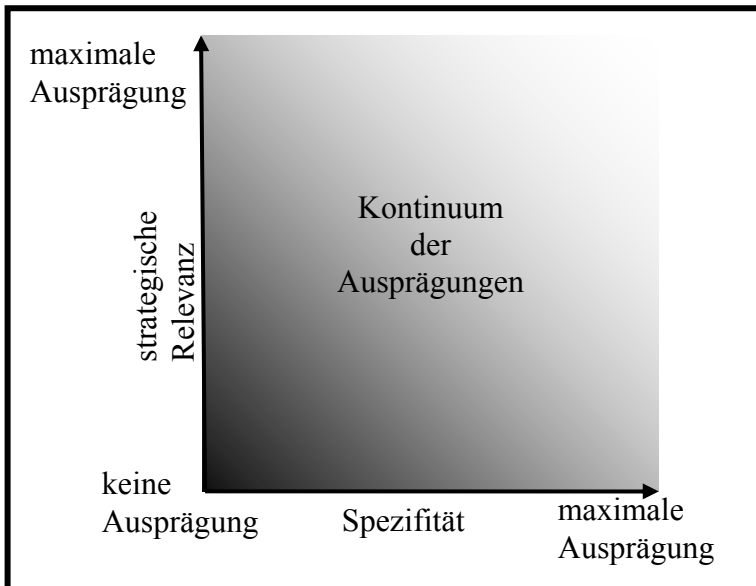 maximale
Ausprägung
Kontinuum
der
Ausprägungen
strategische
Relevanz
keine
Ausprägung
Spezifität
maximale
Ausprägung